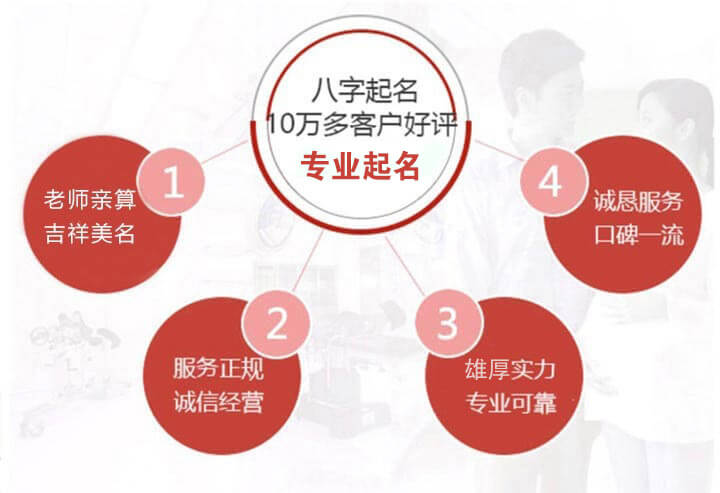 八字起名
10万多客户好评
专业起名
1
老师亲算
吉祥美名
2
服务正规
诚信经营
3
雄厚实力
专业可靠
4
诚恳服务
口碑一流